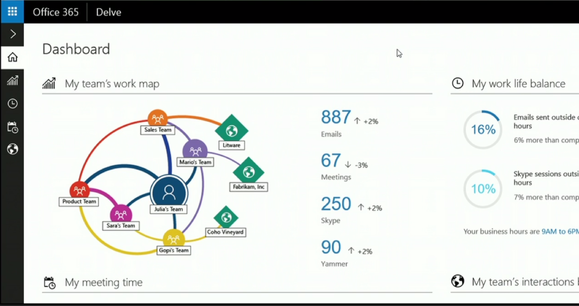 Office 365
Delve
Dashboard
My team's work map
Sales Team
Litware
Mario's Team
Fabrikam, Inc
Product Team
Julia's Team
Sara's Team
Coho Vineyard
Gopi's Team
887 ↑ +2%
Emails
67 ↓ -3%
Meetings
250 ↑ +2%
Skype
90 ↑ +2%
Yammer
My work life balance
16%
Emails sent outside
hours
6% more than comp
10%
Skype sessions outsi
hours
7% more than comp
Your business hours are 9AM to 6PM
My meeting time
My team's interactions